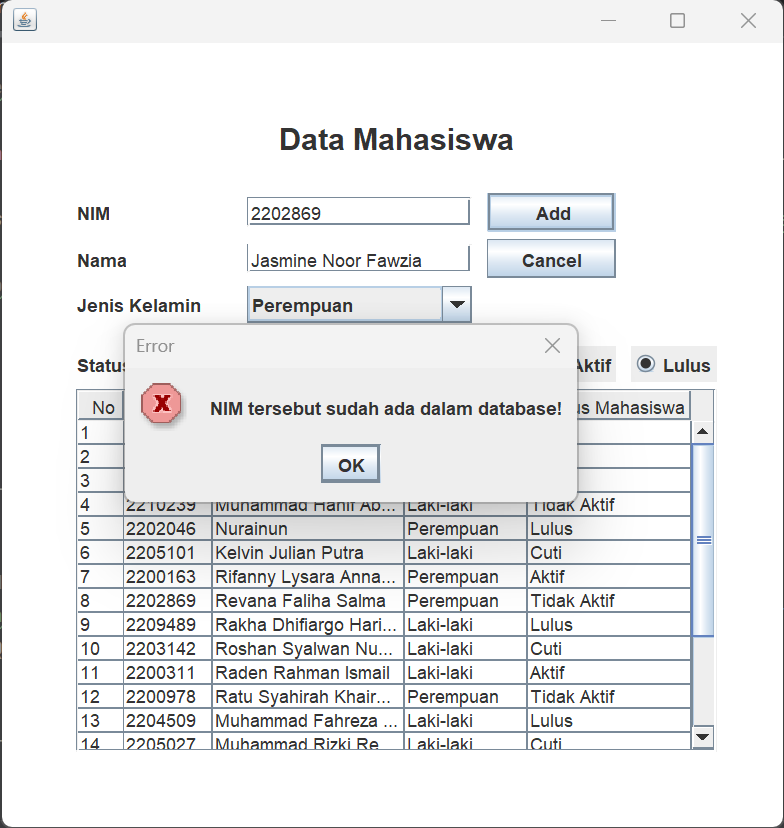 Data Mahasiswa
NIM 2202869 Add
Nama Jasmine Noor Fawzia Cancel
Jenis Kelamin Perempuan
Error
Status Aktif Lulus
NIM tersebut sudah ada dalam database!
OK
No us Mahasiswa
1
2
3
4 2210239 Muhammad Hanif Ab... Laki-laki Tidak Aktif
5 2202046 Nurainun Perempuan Lulus
6 2205101 Kelvin Julian Putra Laki-laki Cuti
7 2200163 Rifanny Lysara Anna... Perempuan Aktif
8 2202869 Revana Faliha Salma Perempuan Tidak Aktif
9 2209489 Rakha Dhifiargo Hari... Laki-laki Lulus
10 2203142 Roshan Syalwan Nu... Laki-laki Cuti
11 2200311 Raden Rahman Ismail Laki-laki Aktif
12 2200978 Ratu Syahirah Khair... Perempuan Tidak Aktif
13 2204509 Muhammad Fahreza ... Laki-laki Lulus
14 2205027 Muhammad Rizki Re... Laki-laki Cuti